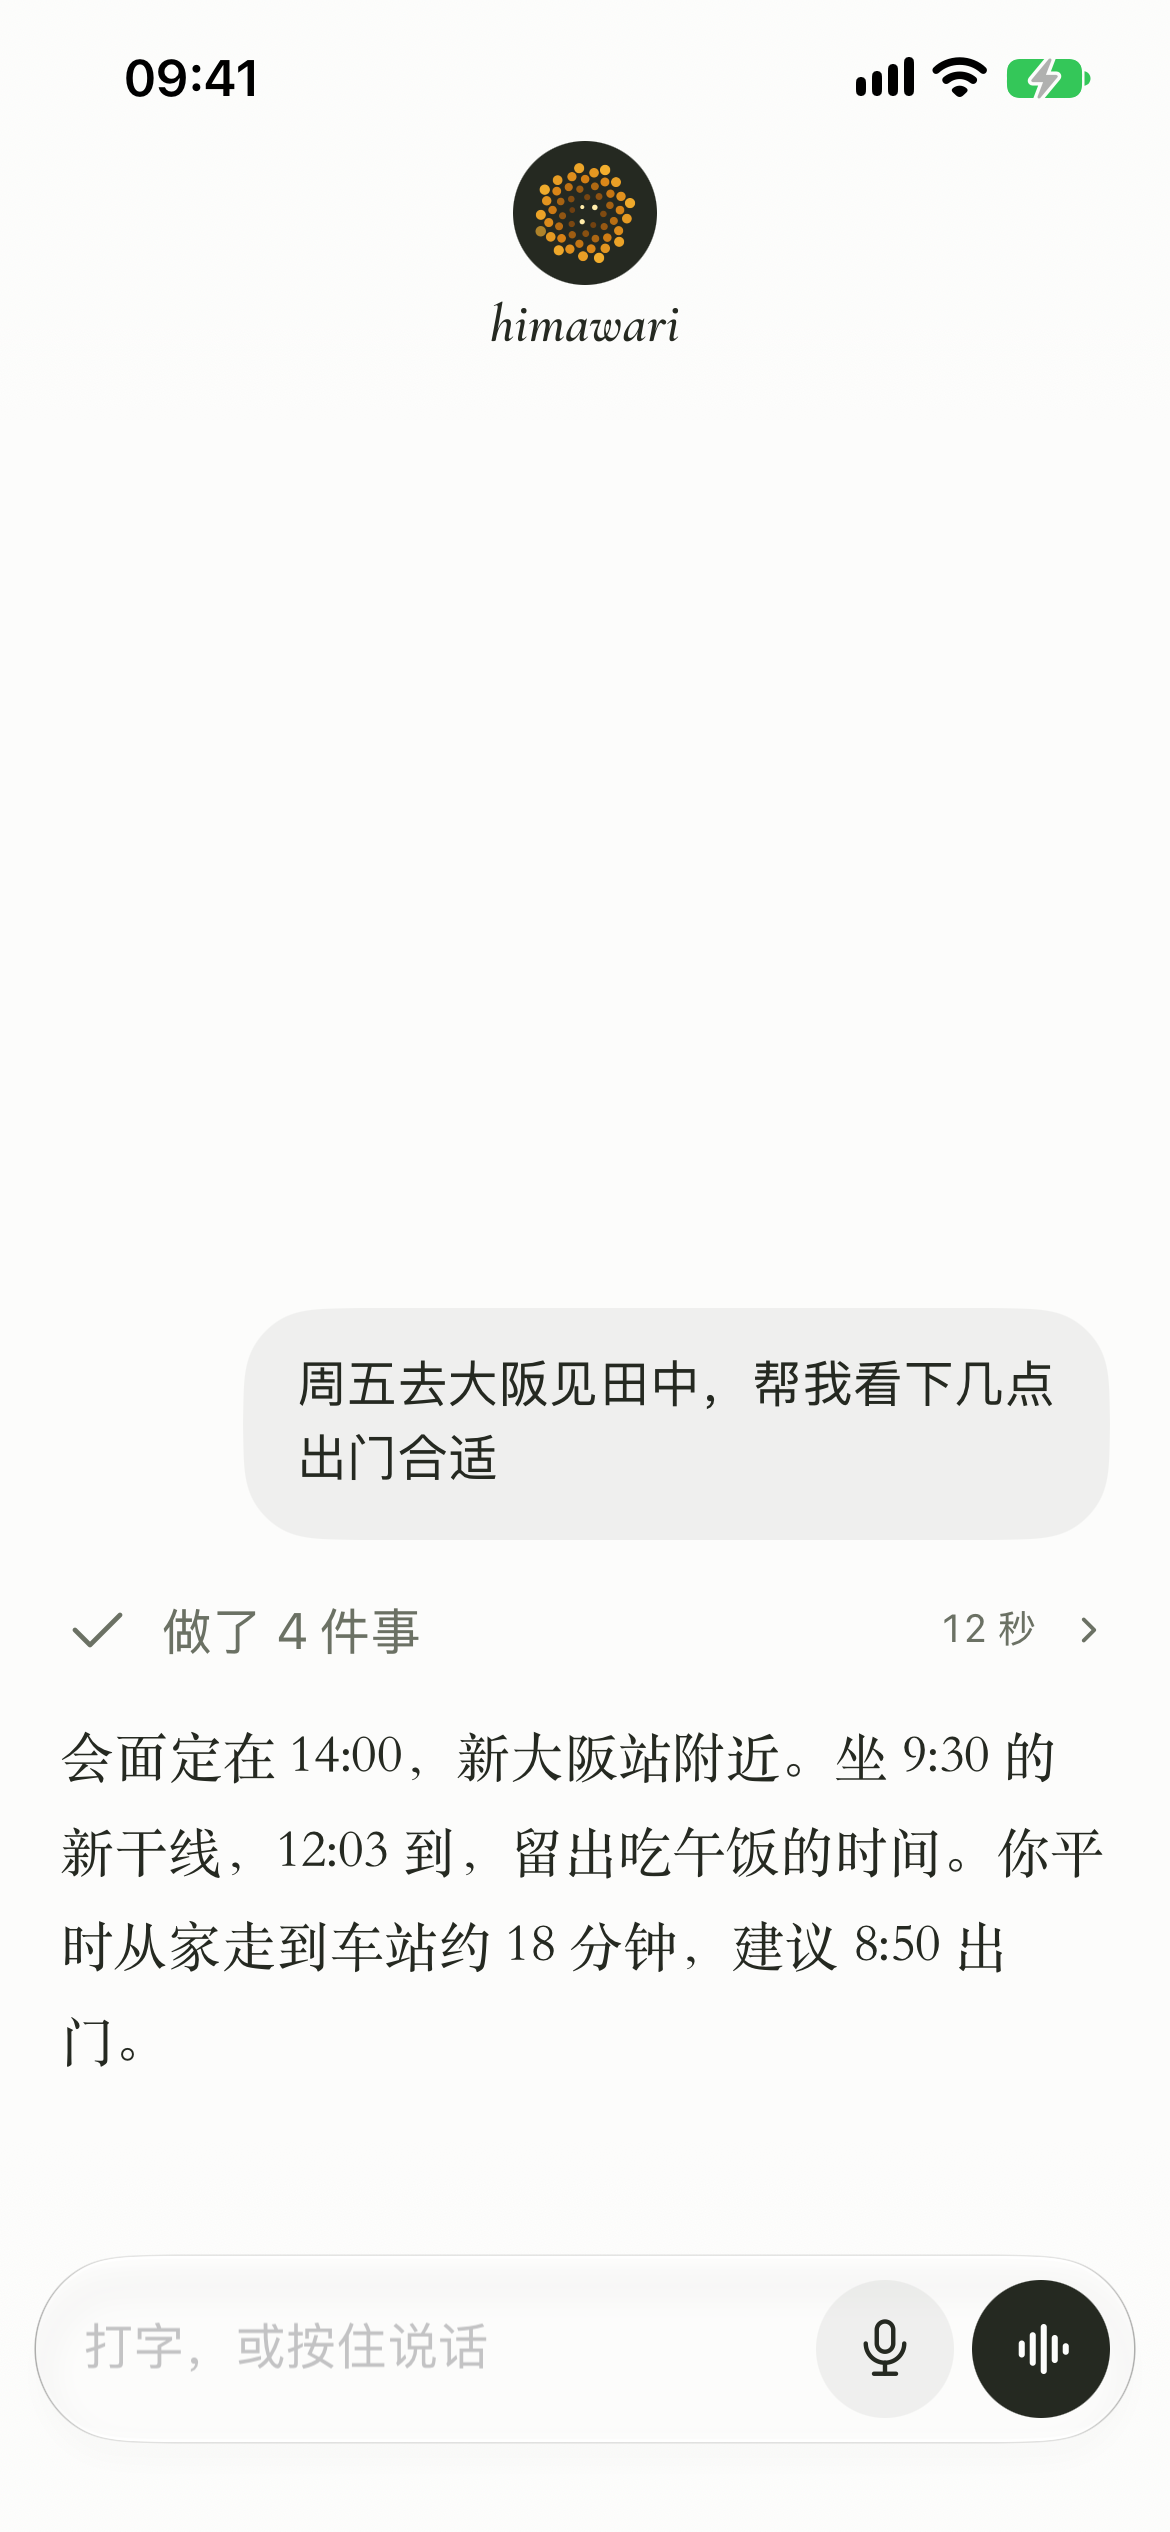 09:41
himawari
周五去大阪见田中，帮我看下几点
出门合适
做了 4 件事
12 秒
会面定在 14:00，新大阪站附近。坐 9:30 的
新干线，12:03 到，留出吃午饭的时间。你平
时从家走到车站约 18 分钟，建议 8:50 出
门。
打字，或按住说话